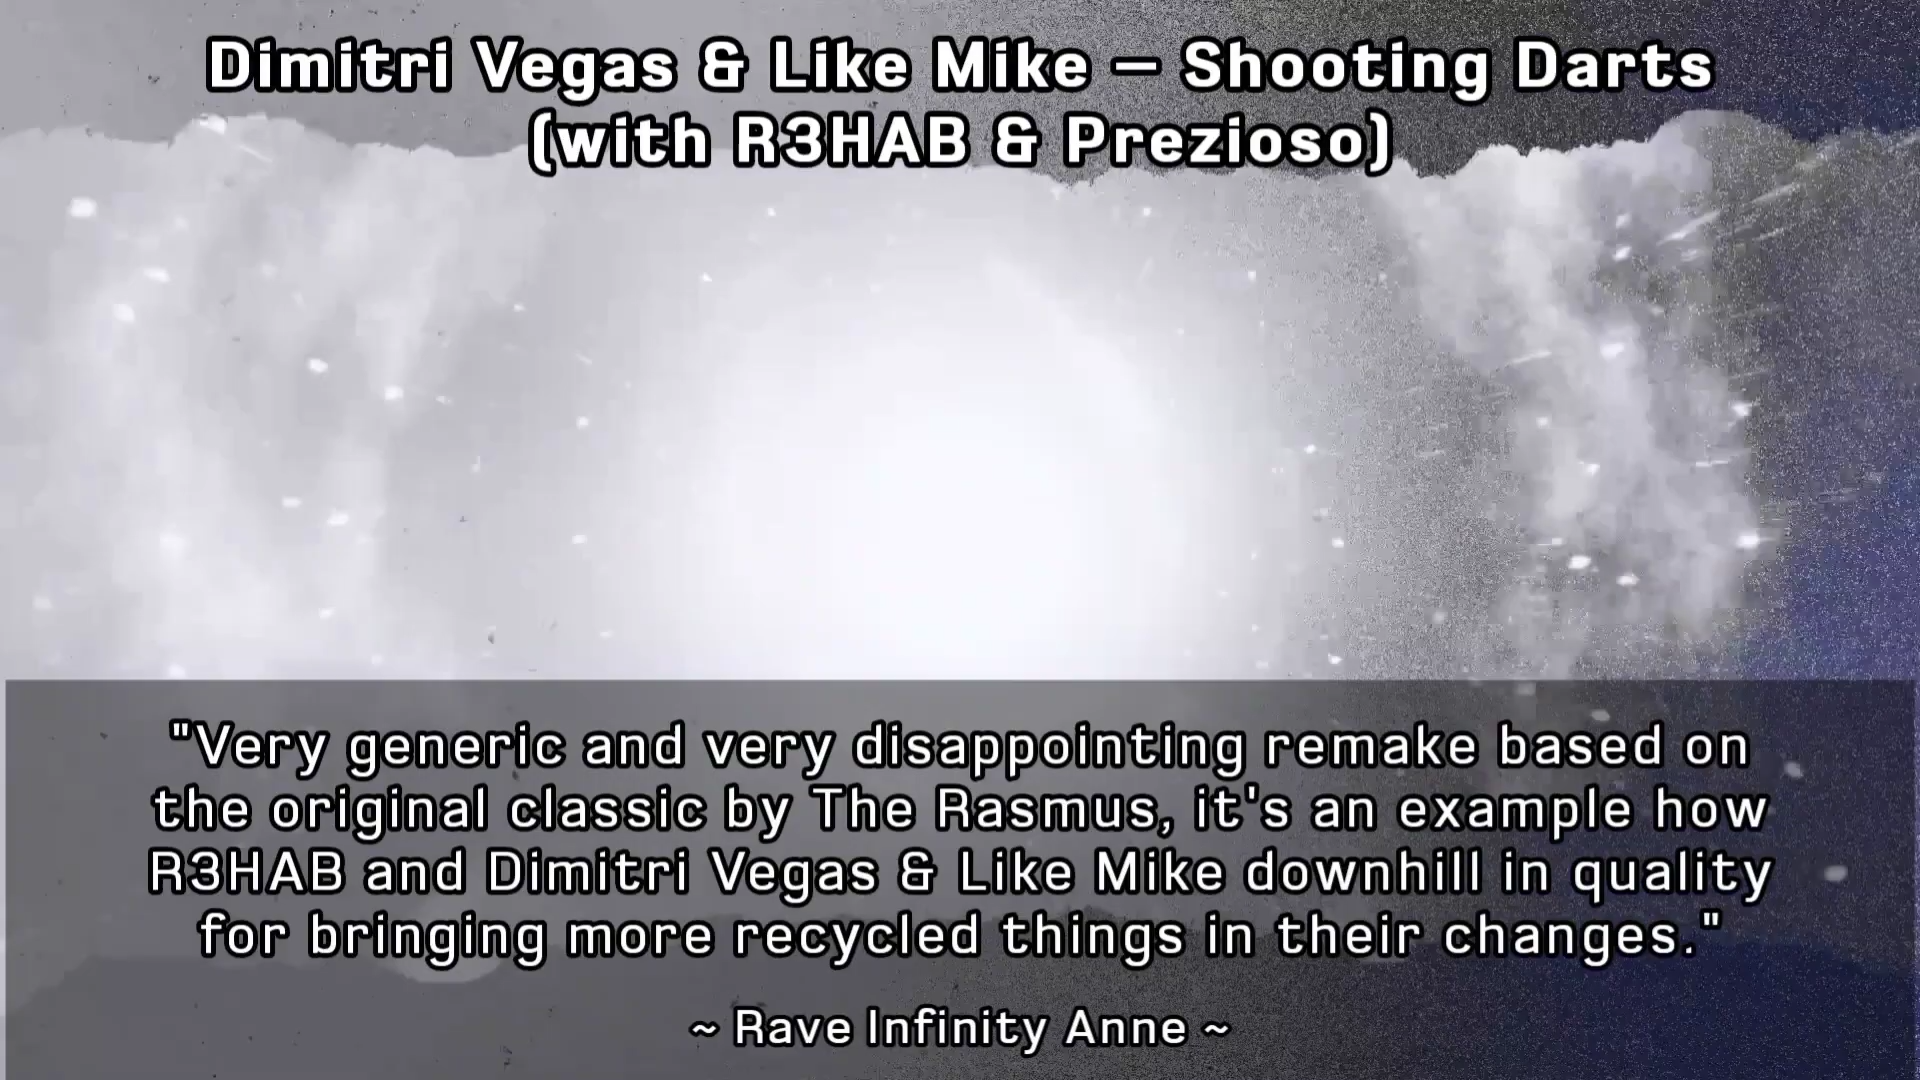 Dimitri Vegas & Like Mike – Shooting Darts
(with R3HAB & Prezioso)
"Very generic and very disappointing remake based on
the original classic by The Rasmus, it's an example how
R3HAB and Dimitri Vegas & Like Mike downhill in quality
for bringing more recycled things in their changes."
~ Rave Infinity Anne ~